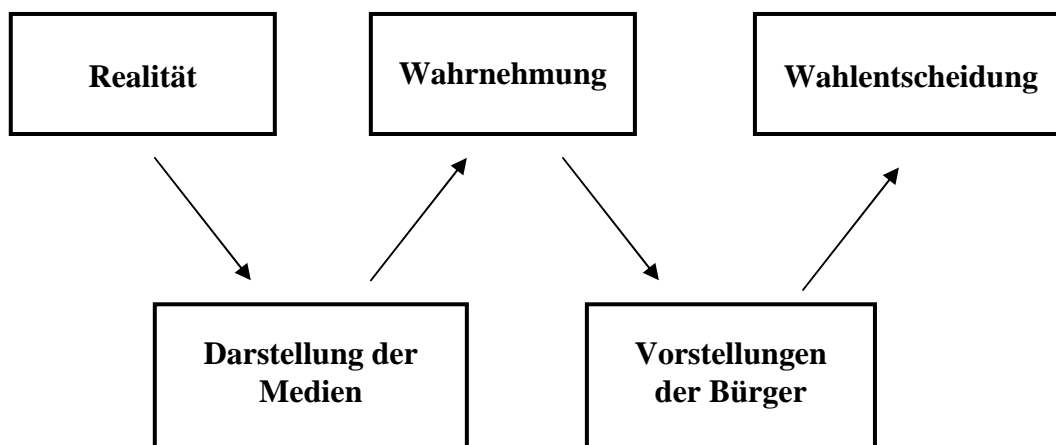 Realität
Wahrnehmung
Wahlentscheidung
Darstellung der
Medien
Vorstellungen
der Bürger